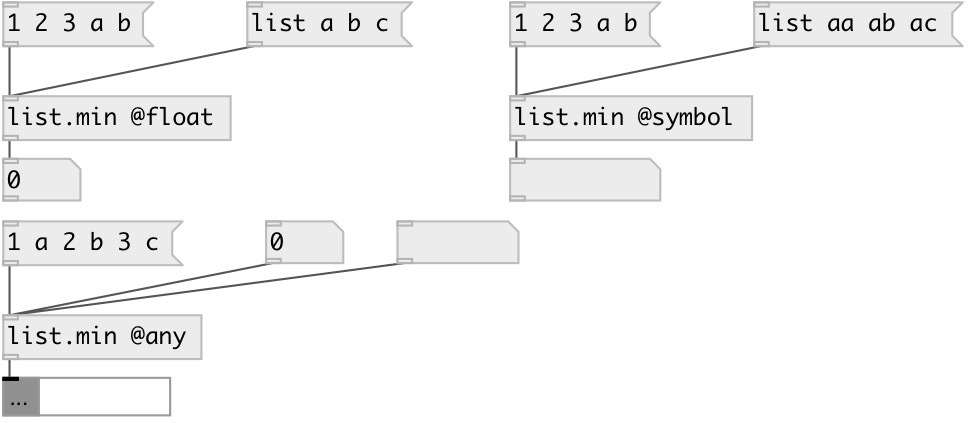 1 2 3 a b
list a b c
1 2 3 a b
list aa ab ac
list.min @float
list.min @symbol
0
1 a 2 b 3 c
0
list.min @any
...